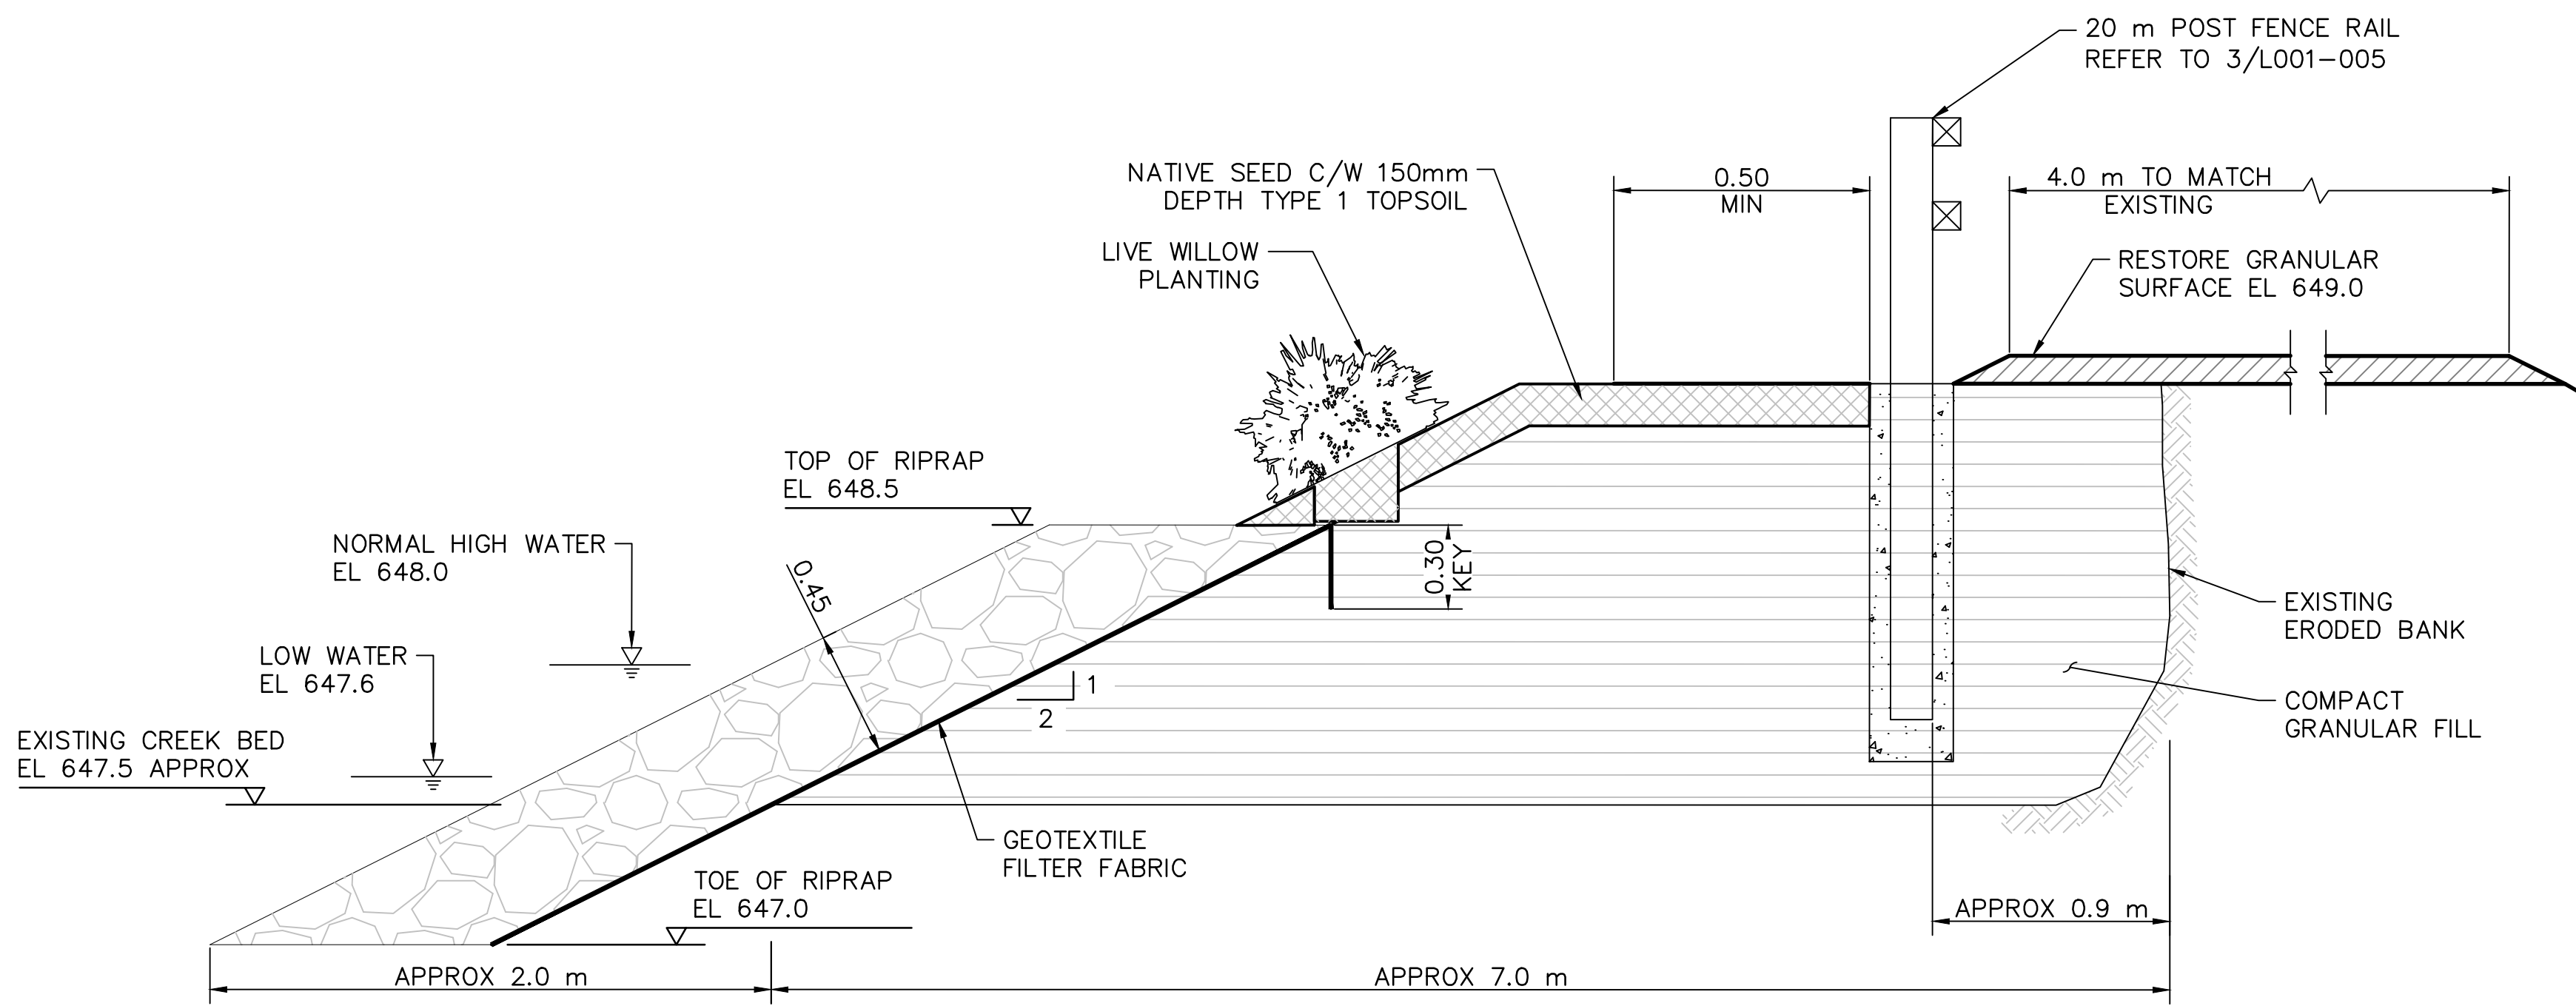 20 m POST FENCE RAIL
REFER TO 3/L001-005
NATIVE SEED C/W 150mm
DEPTH TYPE 1 TOPSOIL
0.50
MIN
4.0 m TO MATCH
EXISTING
LIVE WILLOW
PLANTING
RESTORE GRANULAR
SURFACE EL 649.0
TOP OF RIPRAP
EL 648.5
NORMAL HIGH WATER
EL 648.0
0.45
0.30
KEY
LOW WATER
EL 647.6
EXISTING
ERODED BANK
1
2
COMPACT
GRANULAR FILL
EXISTING CREEK BED
EL 647.5 APPROX
GEOTEXTILE
FILTER FABRIC
TOE OF RIPRAP
EL 647.0
APPROX 0.9 m
APPROX 2.0 m
APPROX 7.0 m